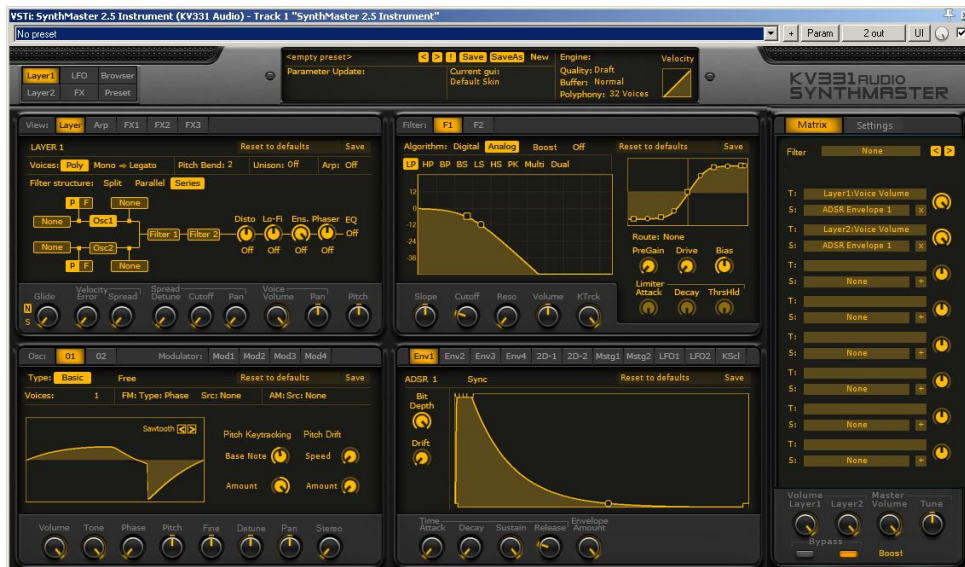 VSTi: SynthMaster 2.5 Instrument (KV331 Audio) - Track 1 "SynthMaster 2.5 Instrument"
No preset + Param 2 out UI
Layer1 LFO Browser
Layer2 FX Preset
<empty preset> < > ! Save SaveAs New Engine: Velocity
Parameter Update: Current gui: Quality: Draft
Default Skin Buffer: Normal
Polyphony: 32 Voices
KV331 AUDIO
SYNTHMASTER
View: Layer Arp FX1 FX2 FX3
LAYER 1 Reset to defaults Save
Voices: Poly Mono Legato Pitch Bend: 2 Unison: Off Arp: Off
Filter structure: Split Parallel Series
P F None
None Osc1
Filter 1 Filter 2
Disto Lo-Fi Ens. Phaser EQ
Off Off Off Off Off
None Osc2
P F None
N S
Glide Velocity Error Spread Spread Detune Cutoff Pan Voice Volume Pan Pitch
Filter: F1 F2
Algorithm: Digital Analog Boost Off Reset to defaults Save
LP HP BP BS LS HS PK Multi Dual
12
0
-12
-24
-36
Route: None
PreGain Drive Bias
Limiter
Attack Decay ThrsHld
Slope Cutoff Reso Volume KTrck
Matrix Settings
Filter None < >
T: Layer1:Voice Volume
S: ADSR Envelope 1 x
T: Layer2:Voice Volume
S: ADSR Envelope 1 x
T:
S: None +
T:
S: None +
T:
S: None +
T:
S: None +
T:
S: None +
T:
S: None +
Volume Master
Layer1 Layer2 Volume Tune
Bypass
Boost
Osc: O1 O2 Modulator: Mod1 Mod2 Mod3 Mod4
Type: Basic Free Reset to defaults Save
Voices: 1 FM: Type: Phase Src: None AM: Src: None
Sawtooth < >
Pitch Keytracking Pitch Drift
Base Note Speed
Amount Amount
Volume Tone Phase Pitch Fine Detune Pan Stereo
Env1 Env2 Env3 Env4 2D-1 2D-2 Mstg1 Mstg2 LFO1 LFO2 KScl
ADSR 1 Sync Reset to defaults Save
Bit
Depth
Drift
Time Envelope
Attack Decay Sustain Release Amount